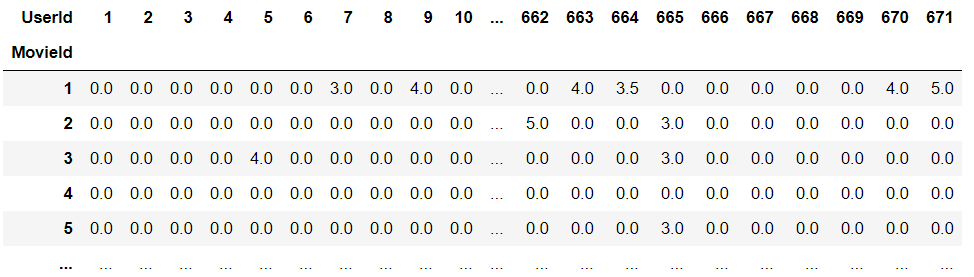 UserId 1 2 3 4 5 6 7 8 9 10 ... 662 663 664 665 666 667 668 669 670 671
MovieId
1 0.0 0.0 0.0 0.0 0.0 0.0 3.0 0.0 4.0 0.0 ... 0.0 4.0 3.5 0.0 0.0 0.0 0.0 0.0 4.0 5.0
2 0.0 0.0 0.0 0.0 0.0 0.0 0.0 0.0 0.0 0.0 ... 5.0 0.0 0.0 3.0 0.0 0.0 0.0 0.0 0.0 0.0
3 0.0 0.0 0.0 0.0 4.0 0.0 0.0 0.0 0.0 0.0 ... 0.0 0.0 0.0 3.0 0.0 0.0 0.0 0.0 0.0 0.0
4 0.0 0.0 0.0 0.0 0.0 0.0 0.0 0.0 0.0 0.0 ... 0.0 0.0 0.0 0.0 0.0 0.0 0.0 0.0 0.0 0.0
5 0.0 0.0 0.0 0.0 0.0 0.0 0.0 0.0 0.0 0.0 ... 0.0 0.0 0.0 3.0 0.0 0.0 0.0 0.0 0.0 0.0
... ... ... ... ... ... ... ... ... ... ... ... ... ... ... ... ... ... ... ... ... ...